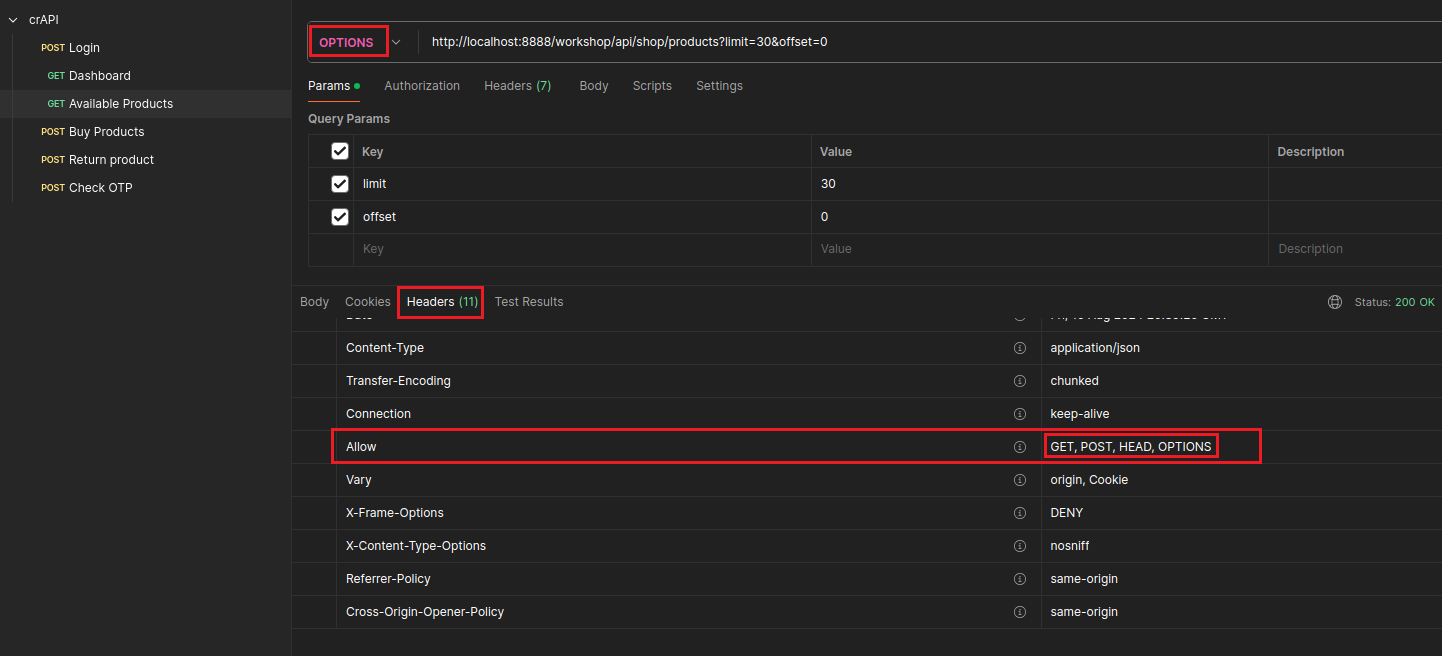 crAPI
POST Login
GET Dashboard
GET Available Products
POST Buy Products
POST Return product
POST Check OTP
OPTIONS http://localhost:8888/workshop/api/shop/products?limit=30&offset=0
Params Authorization Headers (7) Body Scripts Settings
Query Params
Key Value Description
limit 30
offset 0
Key Value Description
Body Cookies Headers (11) Test Results Status: 200 OK
Content-Type application/json
Transfer-Encoding chunked
Connection keep-alive
Allow GET, POST, HEAD, OPTIONS
Vary origin, Cookie
X-Frame-Options DENY
X-Content-Type-Options nosniff
Referrer-Policy same-origin
Cross-Origin-Opener-Policy same-origin